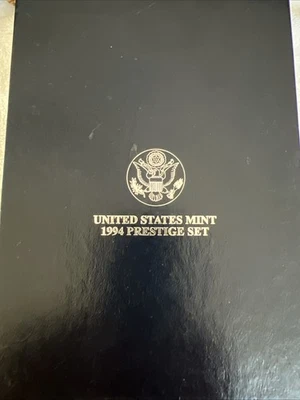 UNITED STATES MINT
1994 PRESTIGE SET